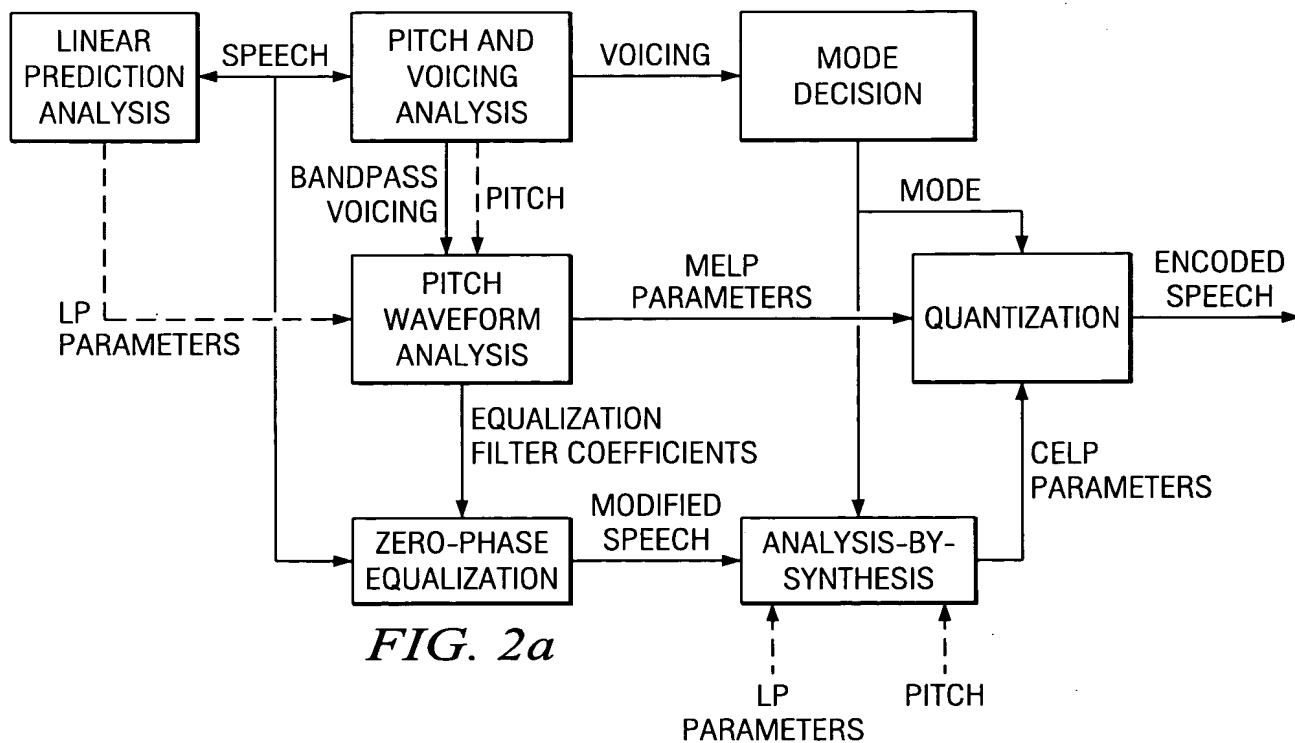 LINEAR
PREDICTION
ANALYSIS
SPEECH
PITCH AND
VOICING
ANALYSIS
VOICING
MODE
DECISION
BANDPASS
VOICING
PITCH
MODE
LP
PARAMETERS
PITCH
WAVEFORM
ANALYSIS
MELP
PARAMETERS
QUANTIZATION
ENCODED
SPEECH
EQUALIZATION
FILTER COEFFICIENTS
CELP
PARAMETERS
ZERO-PHASE
EQUALIZATION
MODIFIED
SPEECH
ANALYSIS-BY-
SYNTHESIS
FIG. 2a
LP
PARAMETERS
PITCH